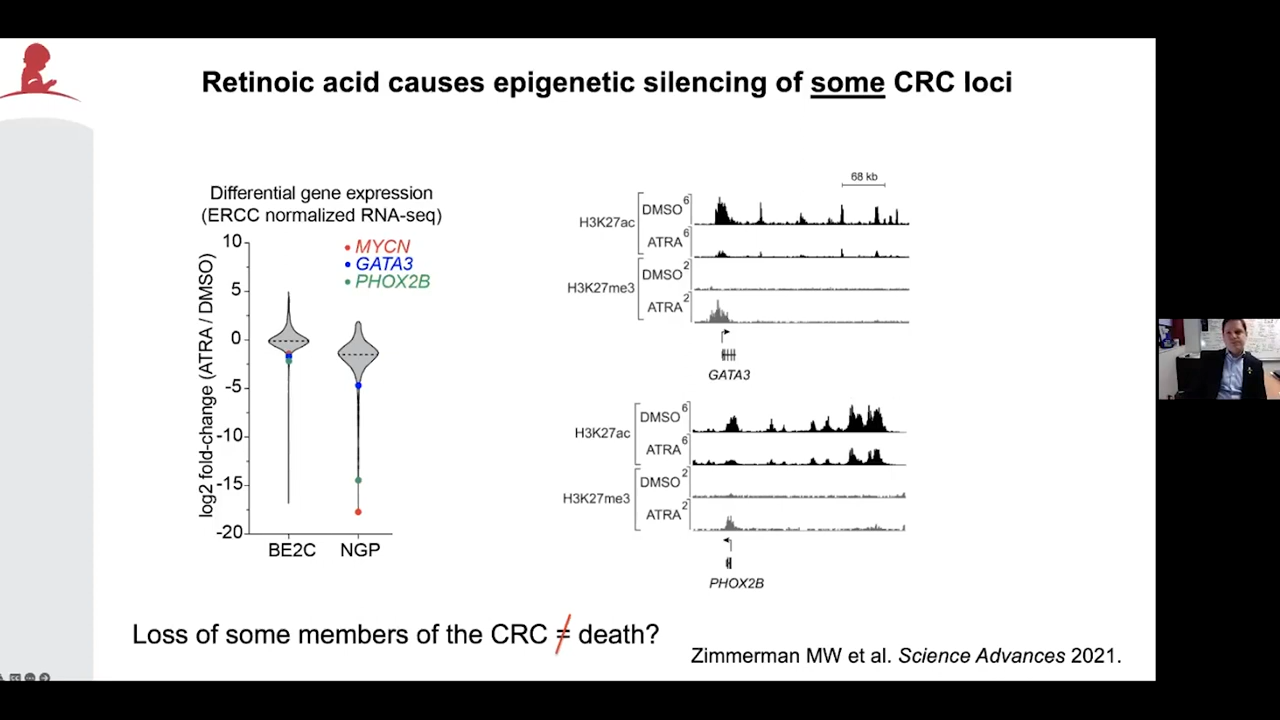 Retinoic acid causes epigenetic silencing of some CRC loci
Differential gene expression
(ERCC normalized RNA-seq)
MYCN
GATA3
PHOX2B
log2 fold-change (ATRA / DMSO)
10
5
0
-5
-10
-15
-20
BE2C NGP
68 kb
H3K27ac
DMSO 6
ATRA 6
H3K27me3
DMSO 2
ATRA 2
GATA3
H3K27ac
DMSO 6
ATRA 6
H3K27me3
DMSO 2
ATRA 2
PHOX2B
Loss of some members of the CRC ≠ death?
Zimmerman MW et al. Science Advances 2021.